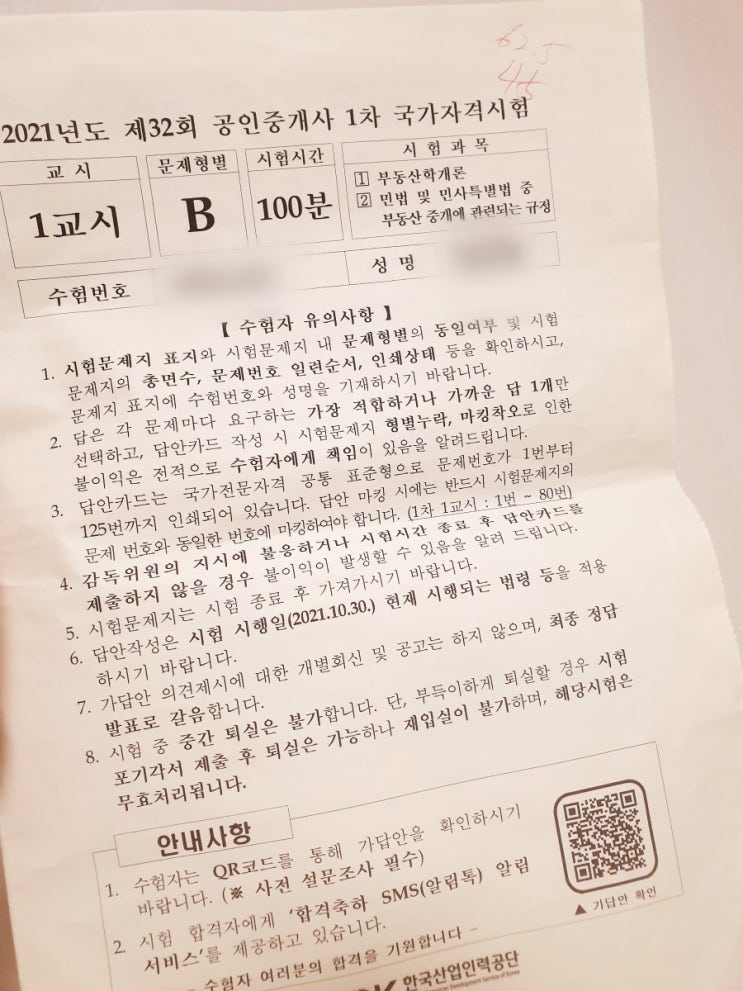 62.5
45
2021년도 제32회 공인중개사 1차 국가자격시험
교 시
문제형별
시험시간
시 험 과 목
1교시
B
100분
1 부동산학개론
2 민법 및 민사특별법 중
부동산 중개에 관련되는 규정
수험번호
성 명
【 수험자 유의사항 】
1. 시험문제지 표지와 시험문제지 내 문제형별의 동일여부 및 시험
문제지의 총면수, 문제번호 일련순서, 인쇄상태 등을 확인하시고,
문제지 표지에 수험번호와 성명을 기재하시기 바랍니다.
2. 답은 각 문제마다 요구하는 가장 적합하거나 가까운 답 1개만
선택하고, 답안카드 작성 시 시험문제지 형별누락, 마킹착오로 인한
불이익은 전적으로 수험자에게 책임이 있음을 알려드립니다.
3. 답안카드는 국가전문자격 공통 표준형으로 문제번호가 1번부터
125번까지 인쇄되어 있습니다. 답안 마킹 시에는 반드시 시험문제지의
문제 번호와 동일한 번호에 마킹하여야 합니다. (1차 1교시 : 1번 ~ 80번)
4. 감독위원의 지시에 불응하거나 시험시간 종료 후 답안카드를
제출하지 않을 경우 불이익이 발생할 수 있음을 알려 드립니다.
5. 시험문제지는 시험 종료 후 가져가시기 바랍니다.
6. 답안작성은 시험 시행일(2021.10.30.) 현재 시행되는 법령 등을 적용
하시기 바랍니다.
7. 가답안 의견제시에 대한 개별회신 및 공고는 하지 않으며, 최종 정답
발표로 갈음합니다.
8. 시험 중 중간 퇴실은 불가합니다. 단, 부득이하게 퇴실할 경우 시험
포기각서 제출 후 퇴실은 가능하나 재입실이 불가하며, 해당시험은
무효처리됩니다.
안내사항
1. 수험자는 QR코드를 통해 가답안을 확인하시기
바랍니다. (※ 사전 설문조사 필수)
2. 시험 합격자에게 '합격축하 SMS(알림톡) 알림
서비스'를 제공하고 있습니다.
▲ 가답안 확인
수험자 여러분의 합격을 기원합니다 -
한국산업인력공단
Development Service of Korea